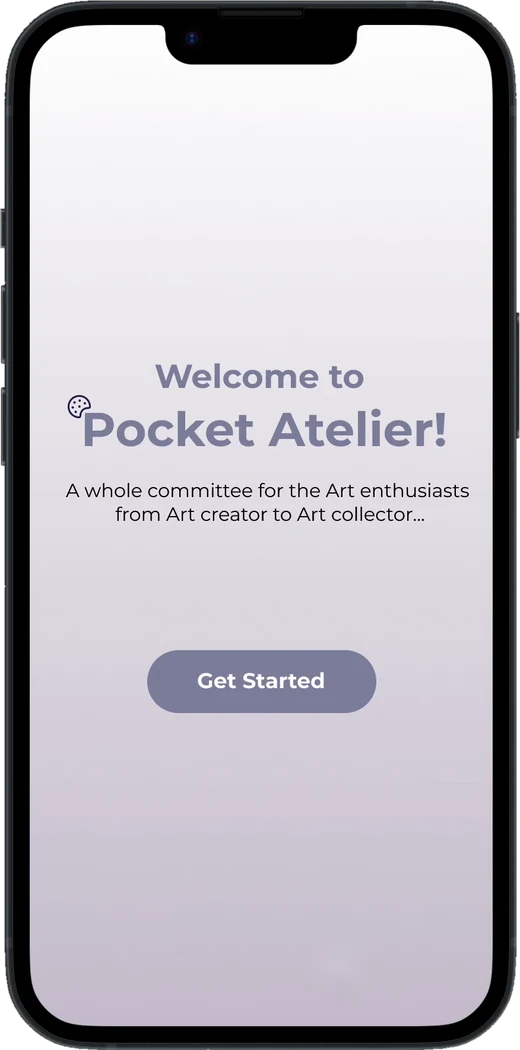 Welcome to
Pocket Atelier!
A whole committee for the Art enthusiasts
from Art creator to Art collector...
Get Started